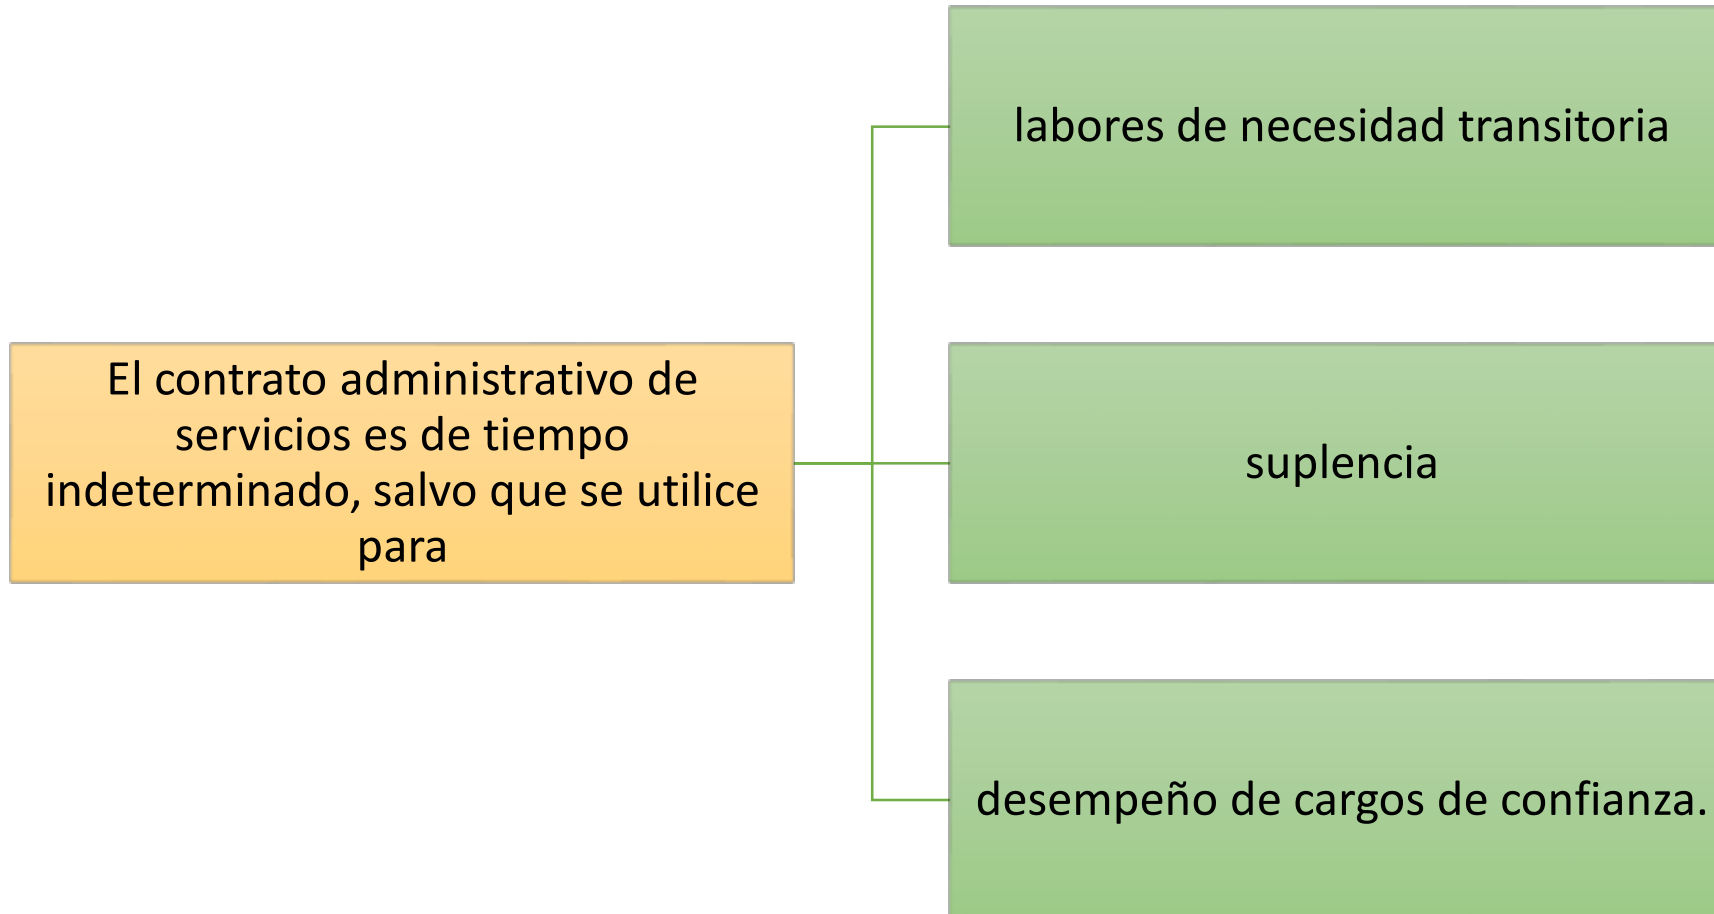 El contrato administrativo de
servicios es de tiempo
indeterminado, salvo que se utilice
para
labores de necesidad transitoria
suplencia
desempeño de cargos de confianza.